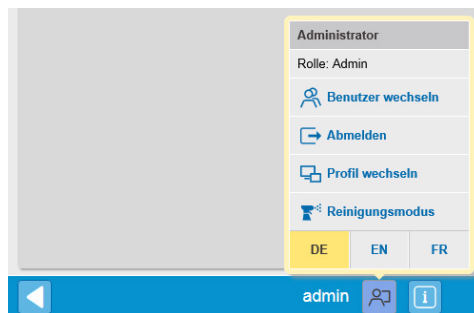 Administrator
Rolle: Admin
Benutzer wechseln
Abmelden
Profil wechseln
Reinigungsmodus
DE EN FR
admin i